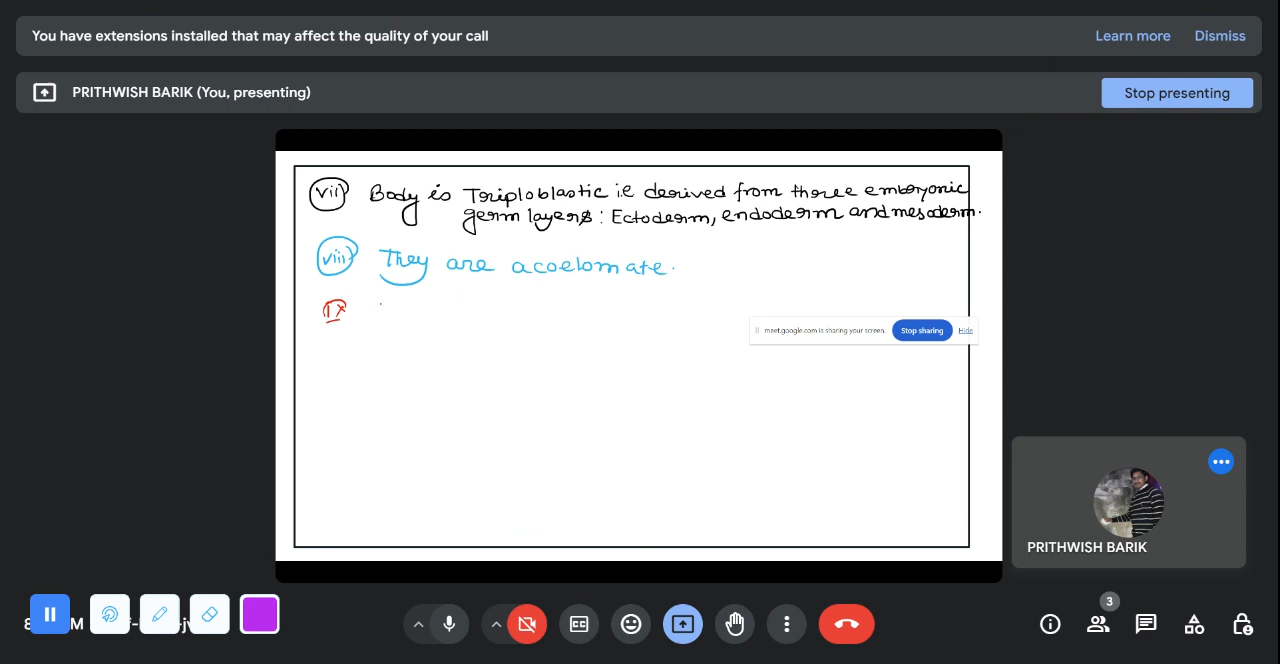 You have extensions installed that may affect the quality of your call
Learn more
Dismiss
PRITHWISH BARIK (You, presenting)
Stop presenting
vii Body is Triploblastic i.e derived from three embryonic
germ layers: Ectoderm, endoderm and mesoderm.
viii They are acoelomate.
IX
meet.google.com is sharing your screen.
Stop sharing
Hide
PRITHWISH BARIK
3
CC